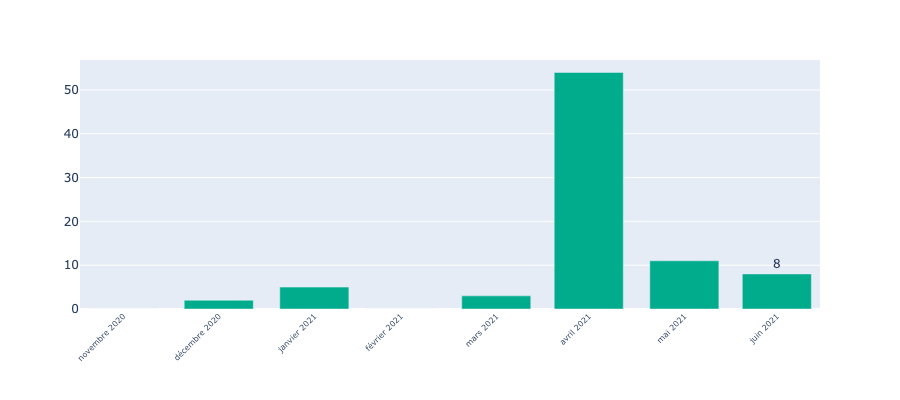 50
40
30
20
10
0
8
novembre 2020
décembre 2020
janvier 2021
février 2021
mars 2021
avril 2021
mai 2021
juin 2021